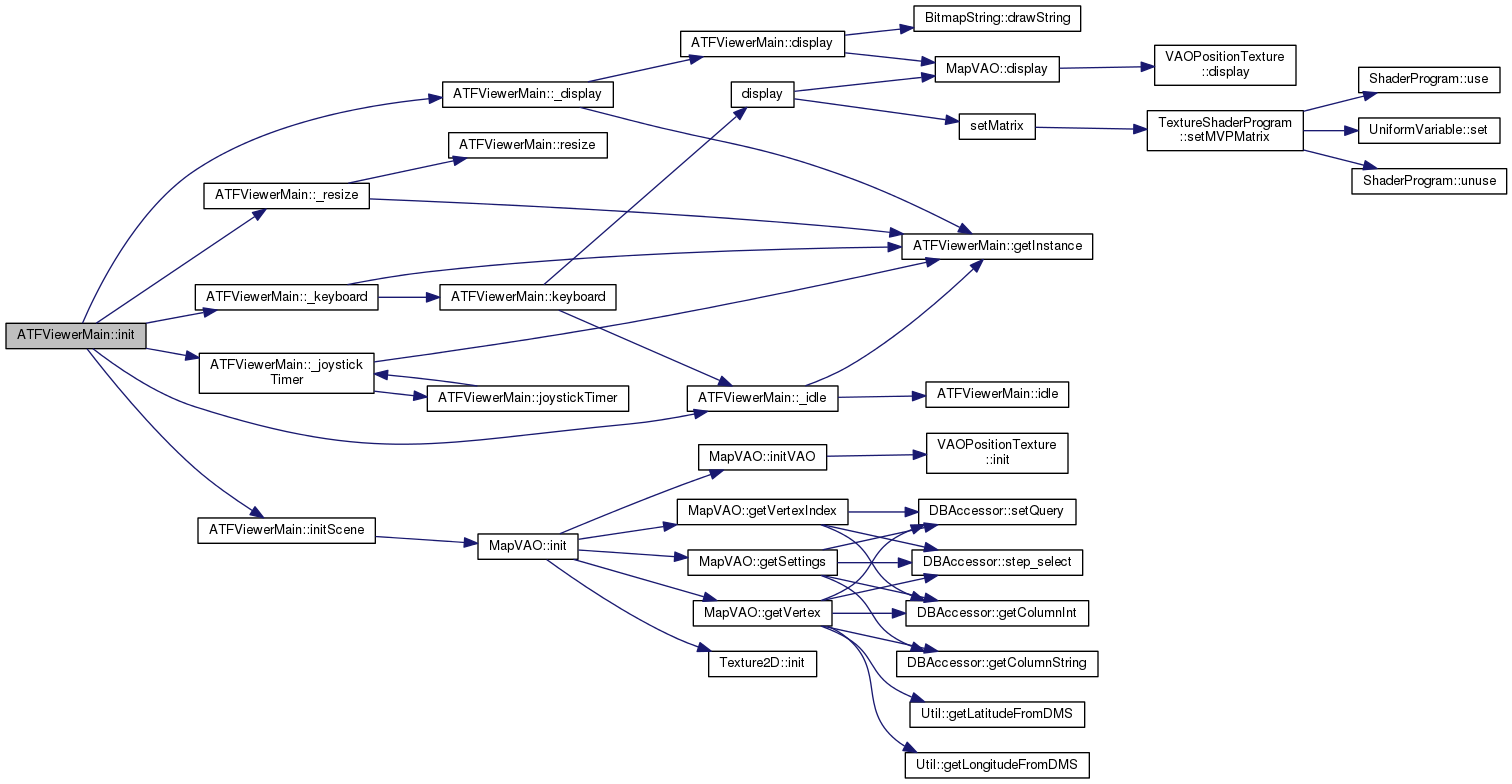 BitmapString::drawString
ATFViewerMain::display
VAOPositionTexture
::display
MapVAO::display
ShaderProgram::use
ATFViewerMain::_display
display
setMatrix
TextureShaderProgram
::setMVPMatrix
UniformVariable::set
ATFViewerMain::resize
ShaderProgram::unuse
ATFViewerMain::_resize
ATFViewerMain::getInstance
ATFViewerMain::_keyboard
ATFViewerMain::keyboard
ATFViewerMain::init
ATFViewerMain::_joystick
Timer
ATFViewerMain::joystickTimer
ATFViewerMain::_idle
ATFViewerMain::idle
MapVAO::initVAO
VAOPositionTexture
::init
MapVAO::getVertexIndex
DBAccessor::setQuery
ATFViewerMain::initScene
MapVAO::init
MapVAO::getSettings
DBAccessor::step_select
MapVAO::getVertex
DBAccessor::getColumnInt
Texture2D::init
DBAccessor::getColumnString
Util::getLatitudeFromDMS
Util::getLongitudeFromDMS